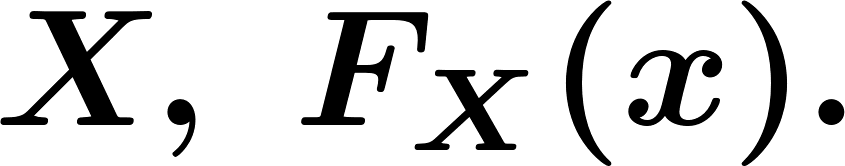 X, F_X(x).